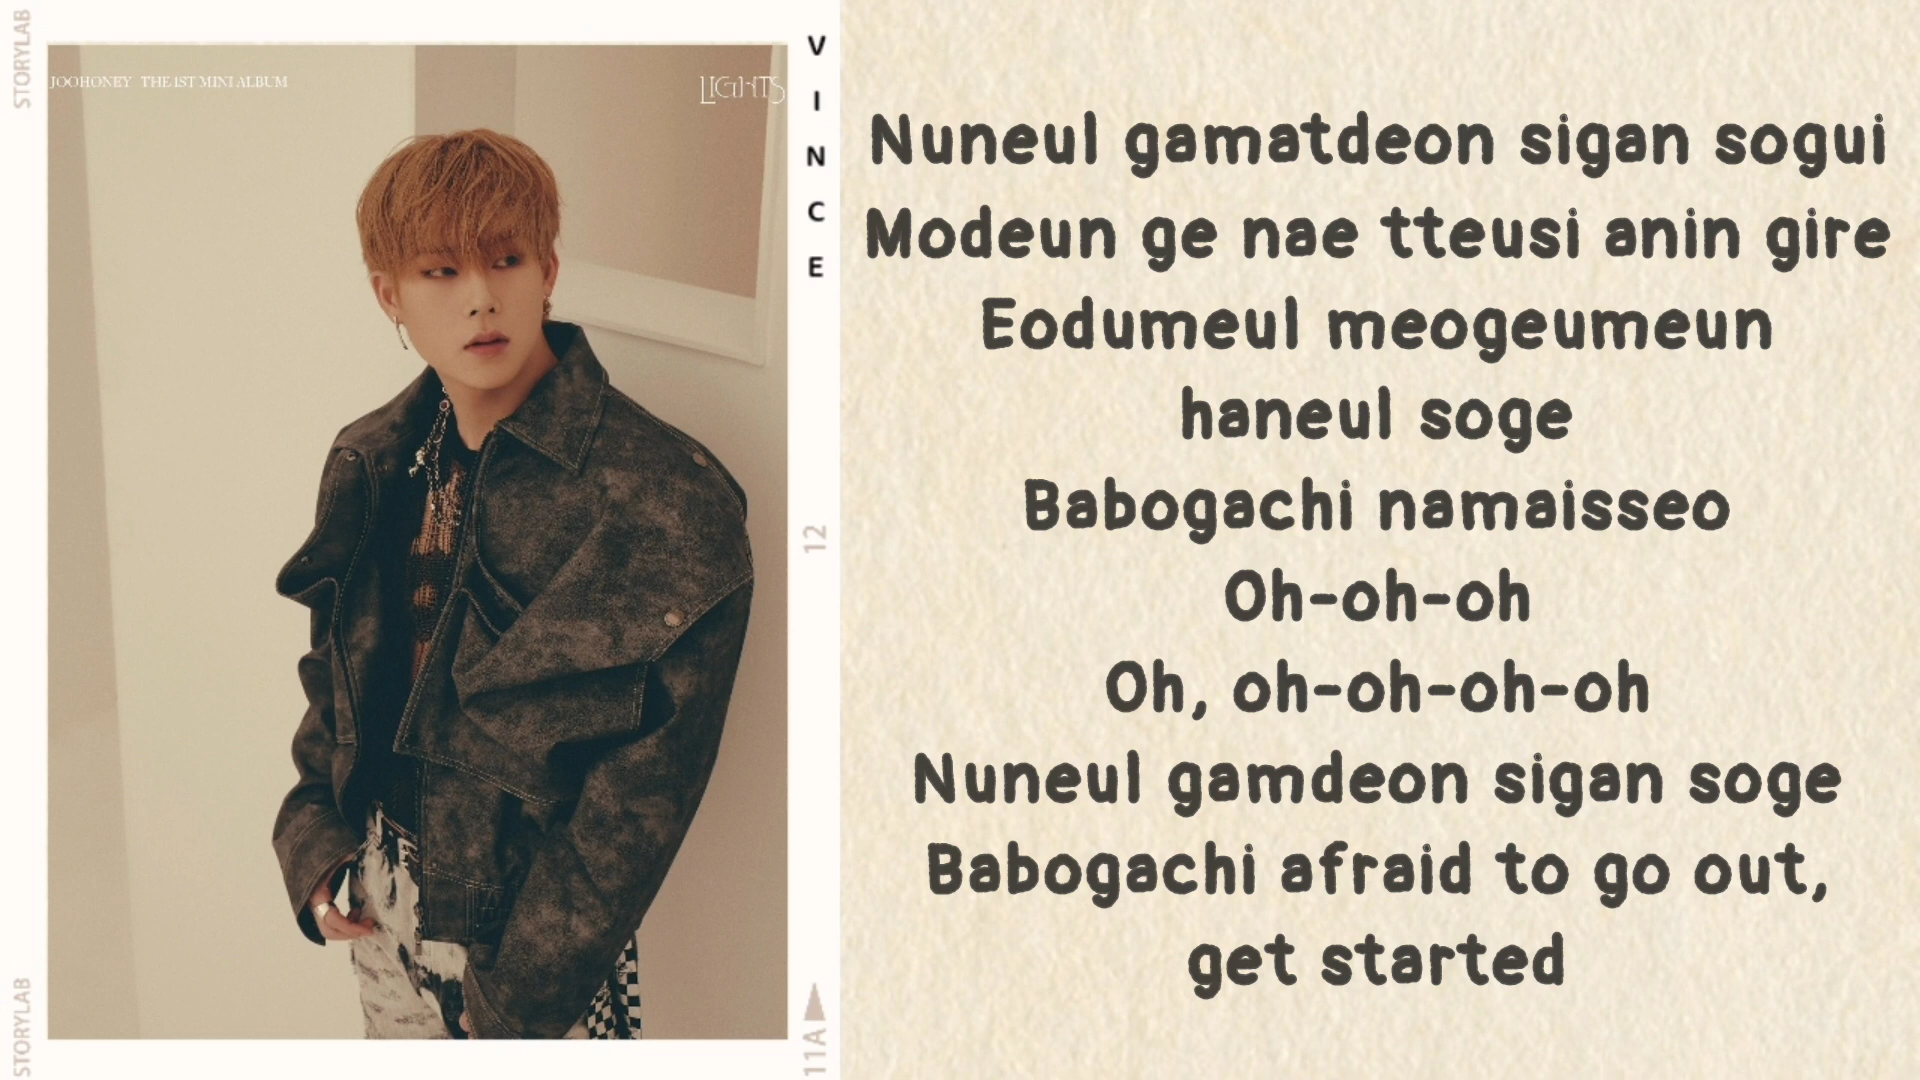 STORYLAB
JOOHONEY THE 1ST MINI ALBUM
LIGHTS
VINCE
12
11A
STORYLAB
Nuneul gamatdeon sigan sogui
Modeun ge nae tteusi anin gire
Eodumeul meogeumeun
haneul soge
Babogachi namaisseo
Oh-oh-oh
Oh, oh-oh-oh-oh
Nuneul gamdeon sigan soge
Babogachi afraid to go out,
get started